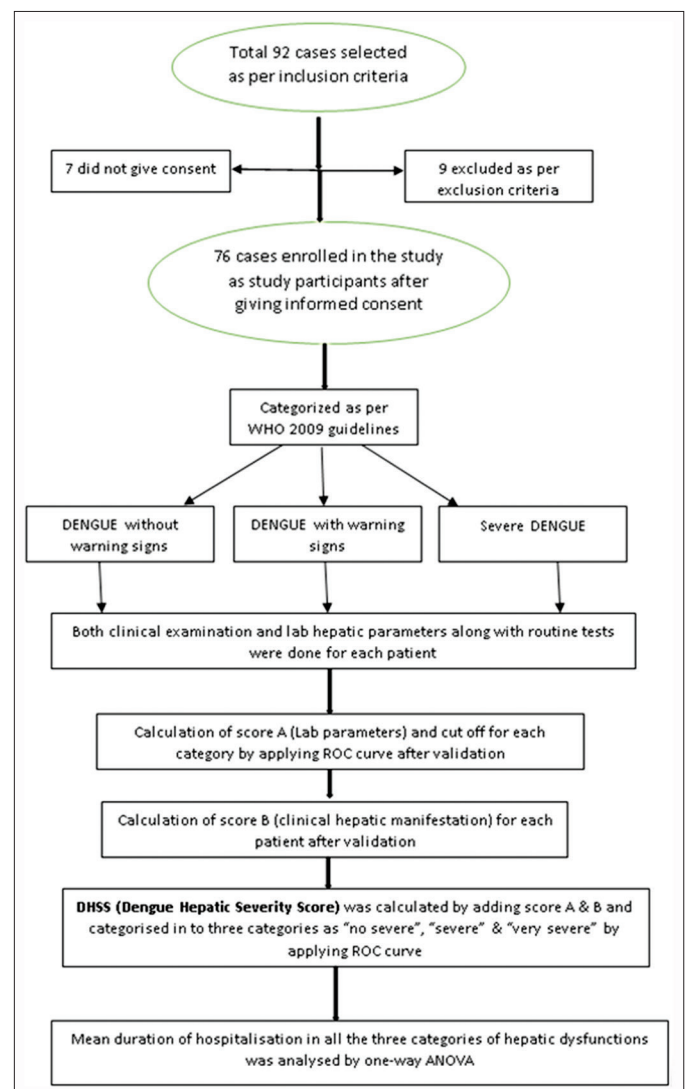 Total 92 cases selected
as per inclusion criteria
7 did not give consent
9 excluded as per
exclusion criteria
76 cases enrolled in the study
as study participants after
giving informed consent
Categorized as per
WHO 2009 guidelines
DENGUE without
warning signs
DENGUE with warning
signs
Severe DENGUE
Both clinical examination and lab hepatic parameters along with routine tests
were done for each patient
Calculation of score A (Lab parameters) and cut off for each
category by applying ROC curve after validation
Calculation of score B (clinical hepatic manifestation) for each
patient after validation
DHSS (Dengue Hepatic Severity Score) was calculated by adding score A & B and
categorised in to three categories as “no severe”, “severe” & “very severe” by
applying ROC curve
Mean duration of hospitalisation in all the three categories of hepatic dysfunctions
was analysed by one-way ANOVA